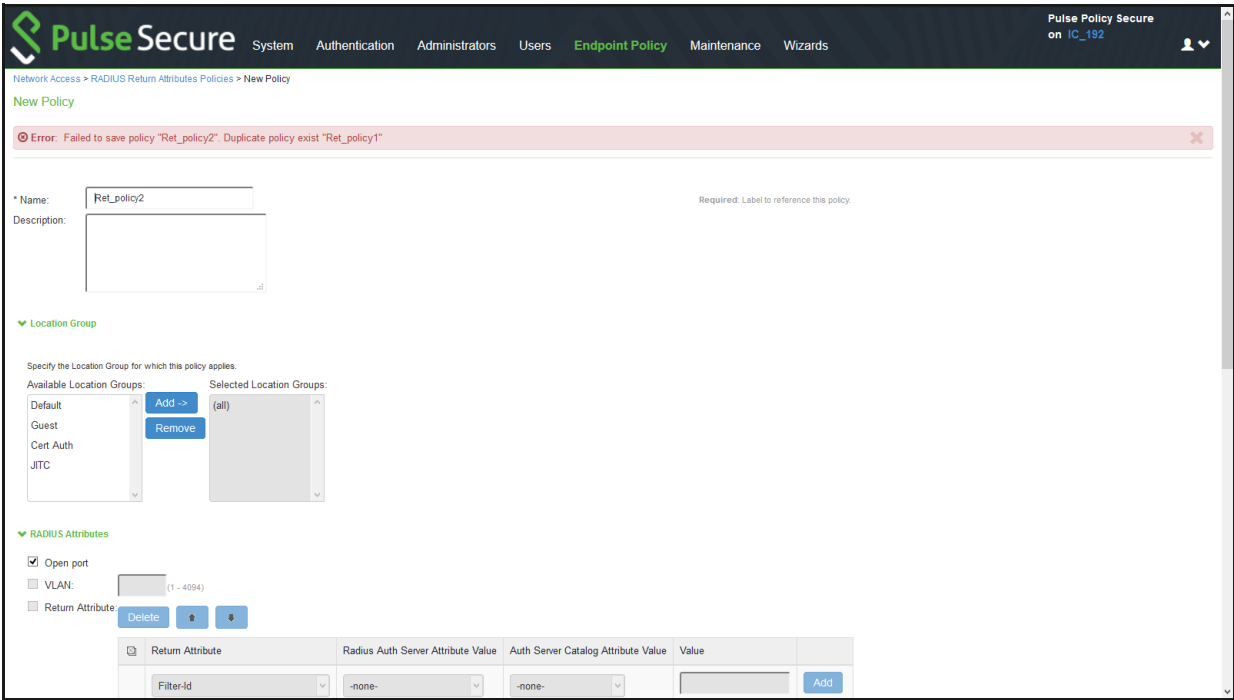 Pulse Secure
System Authentication Administrators Users Endpoint Policy Maintenance Wizards
Pulse Policy Secure
on IC_192
Network Access > RADIUS Return Attributes Policies > New Policy
New Policy
Error: Failed to save policy "Ret_policy2". Duplicate policy exist "Ret_policy1"
* Name: Ret_policy2 Required: Label to reference this policy.
Description:
Location Group
Specify the Location Group for which this policy applies.
Available Location Groups: Selected Location Groups:
Default Add -> (all)
Guest Remove
Cert Auth
JITC
RADIUS Attributes
Open port
VLAN: (1 - 4094)
Return Attribute: Delete
Return Attribute Radius Auth Server Attribute Value Auth Server Catalog Attribute Value Value
Filter-Id -none- -none- Add